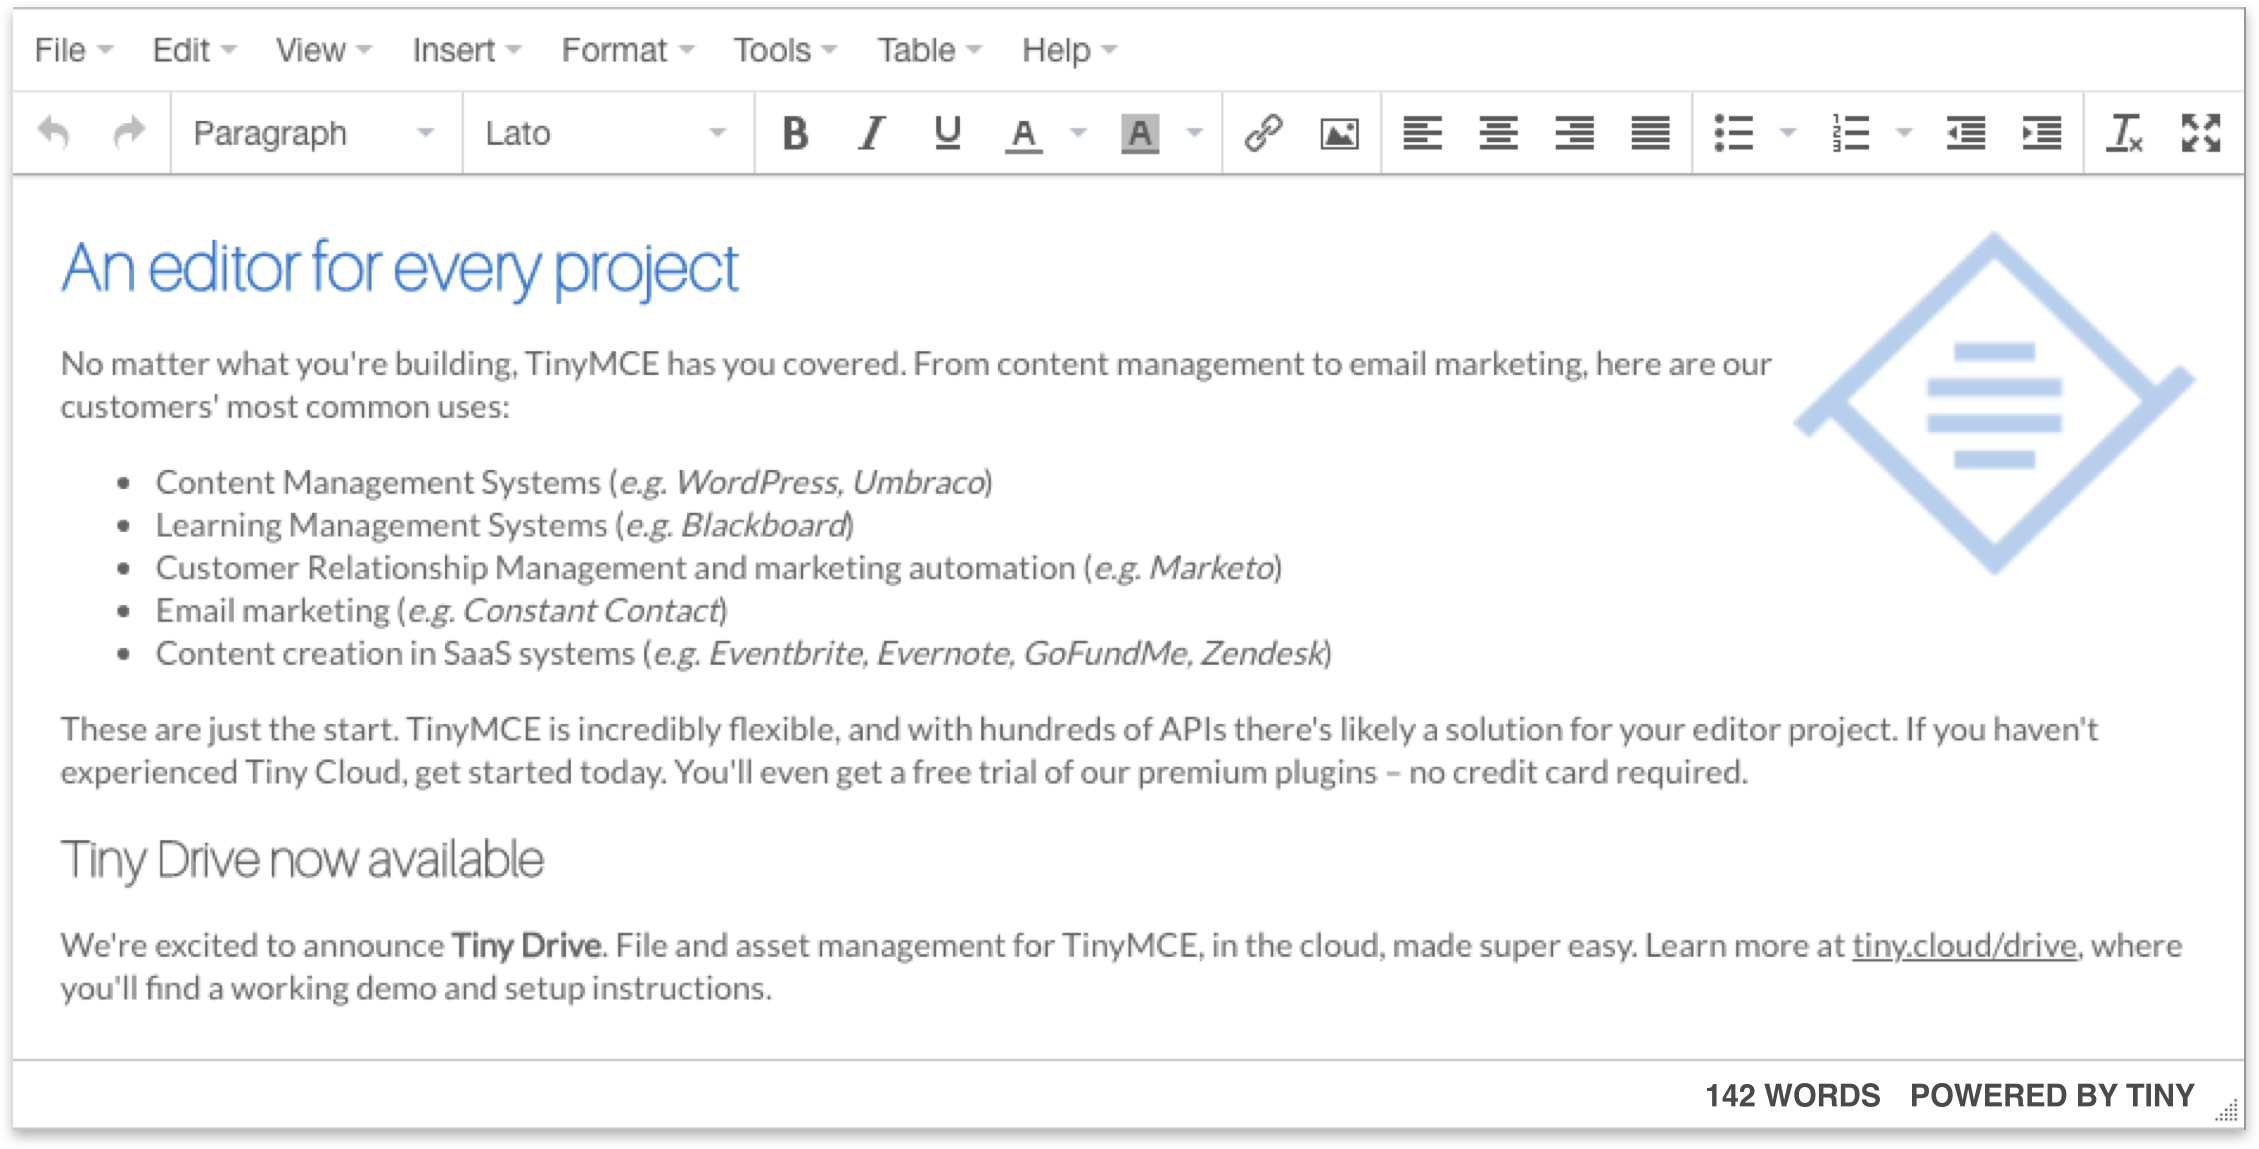 File Edit View Insert Format Tools Table Help
Paragraph Lato B I U A A
An editor for every project
No matter what you're building, TinyMCE has you covered. From content management to email marketing, here are our
customers' most common uses:
• Content Management Systems (e.g. WordPress, Umbraco)
• Learning Management Systems (e.g. Blackboard)
• Customer Relationship Management and marketing automation (e.g. Marketo)
• Email marketing (e.g. Constant Contact)
• Content creation in SaaS systems (e.g. Eventbrite, Evernote, GoFundMe, Zendesk)
These are just the start. TinyMCE is incredibly flexible, and with hundreds of APIs there's likely a solution for your editor project. If you haven't
experienced Tiny Cloud, get started today. You'll even get a free trial of our premium plugins – no credit card required.
Tiny Drive now available
We're excited to announce Tiny Drive. File and asset management for TinyMCE, in the cloud, made super easy. Learn more at tiny.cloud/drive, where
you'll find a working demo and setup instructions.
142 WORDS POWERED BY TINY